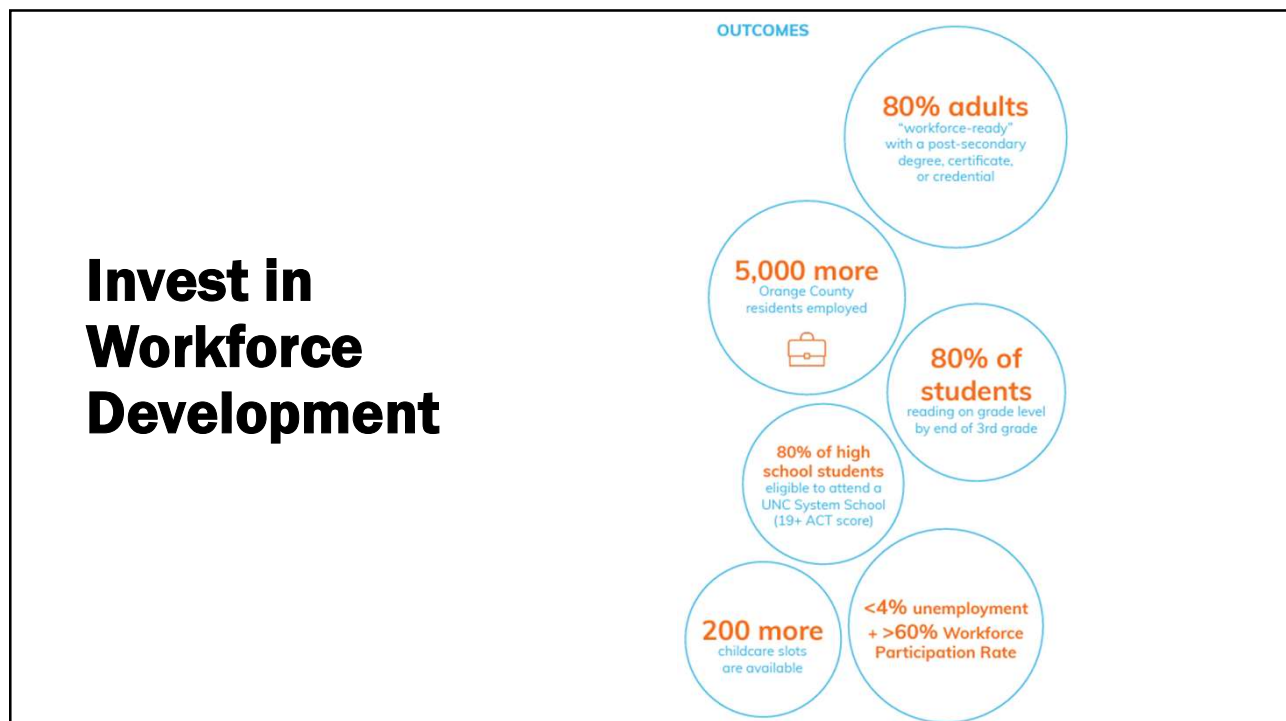 Invest in
Workforce
Development
OUTCOMES
80% adults
"workforce-ready"
with a post-secondary
degree, certificate,
or credential
5,000 more
Orange County
residents employed
80% of
students
reading on grade level
by end of 3rd grade
80% of high
school students
eligible to attend a
UNC System School
(19+ ACT score)
200 more
childcare slots
are available
<4% unemployment
+ >60% Workforce
Participation Rate